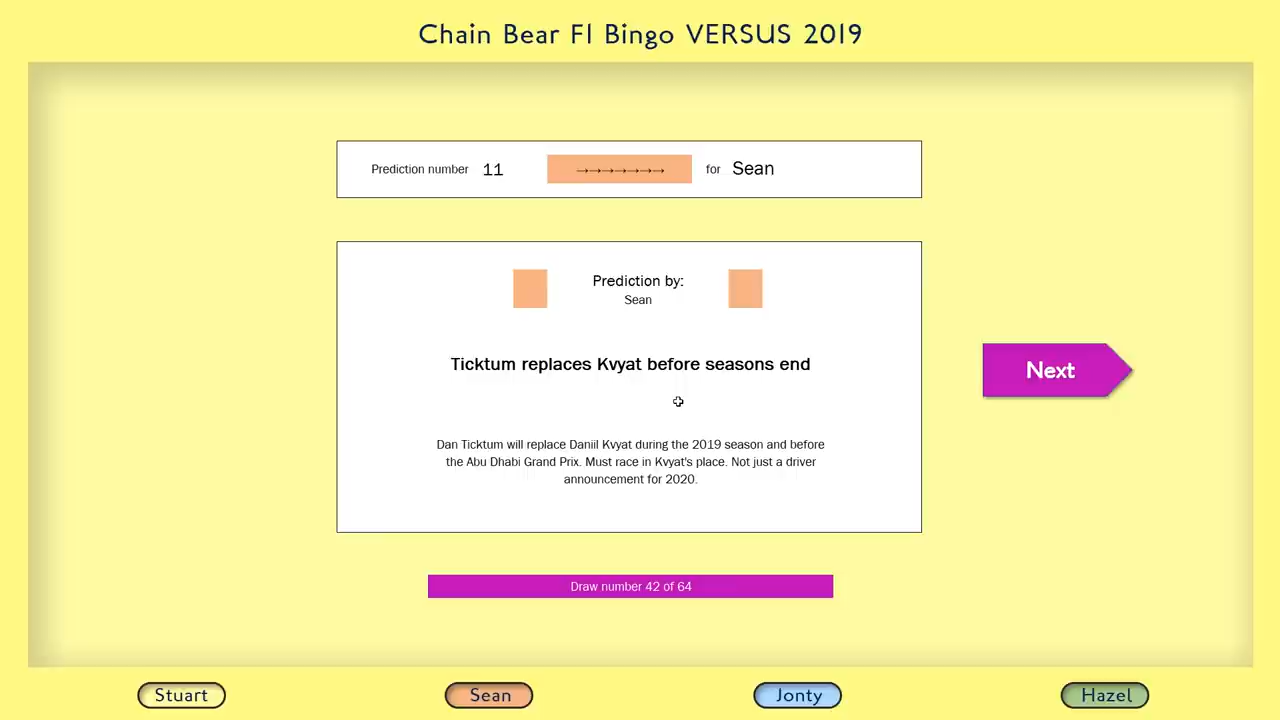 Chain Bear F1 Bingo VERSUS 2019
Prediction number 11 →→→→→→→ for Sean
Prediction by:
Sean
Ticktum replaces Kvyat before seasons end
Dan Ticktum will replace Daniil Kvyat during the 2019 season and before
the Abu Dhabi Grand Prix. Must race in Kvyat's place. Not just a driver
announcement for 2020.
Next
Draw number 42 of 64
Stuart Sean Jonty Hazel